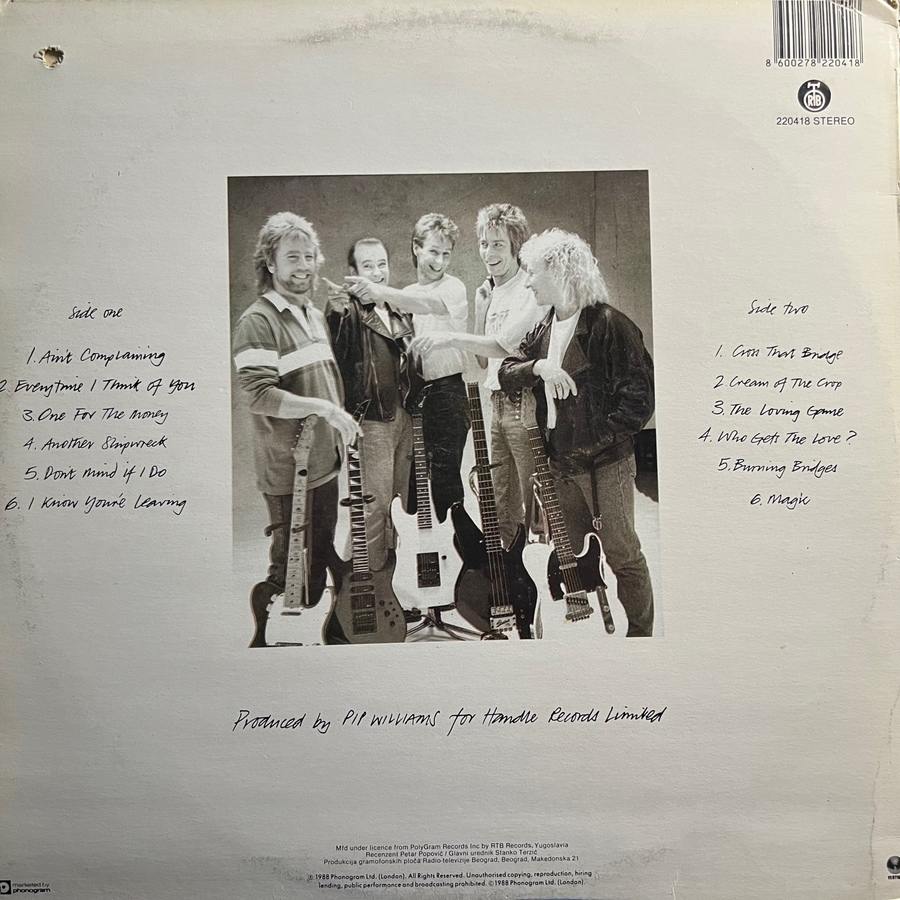 8 600278 220418
RTB
220418 STEREO
Side one
1. Ain't Complaining
2. Everytime I Think of You
3. One For The Money
4. Another Shipwreck
5. Don't Mind if I Do
6. I Know You're Leaving
Side two
1. Cross That Bridge
2 Cream of The Crop
3. The Loving Game
4. Who Gets The Love?
5. Burning Bridges
6. Magic
Produced by PIP WILLIAMS for Handle Records Limited
Mfd under licence from PolyGram Records Inc by RTB Records, Yugoslavia
Recenzent Petar Popović / Glavni urednik Stanko Terzić
Produkcija gramofonskih ploča Radio-televizije Beograd, Beograd, Makedonska 21
℗ 1988 Phonogram Ltd. (London). All Rights Reserved. Unauthorised copying, reproduction, hiring
lending, public performance and broadcasting prohibited. © 1988 Phonogram Ltd. (London).
marketed by
phonogram